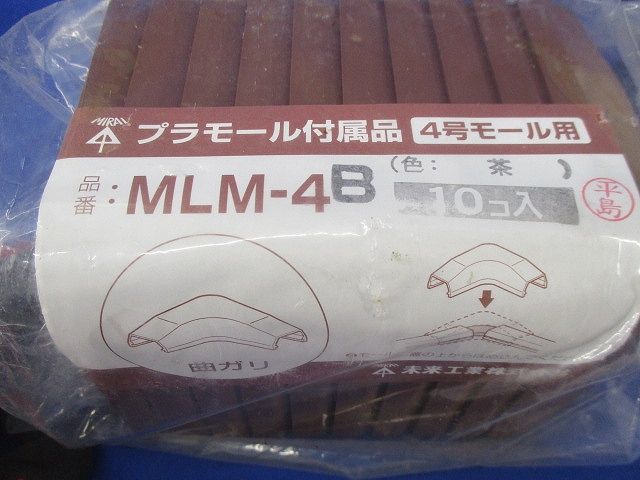 MIRAI
プラモール付属品 4号モール用
品番: MLM-4B
(色: 茶)
10コ入
平島
曲ガリ
未来工業株式